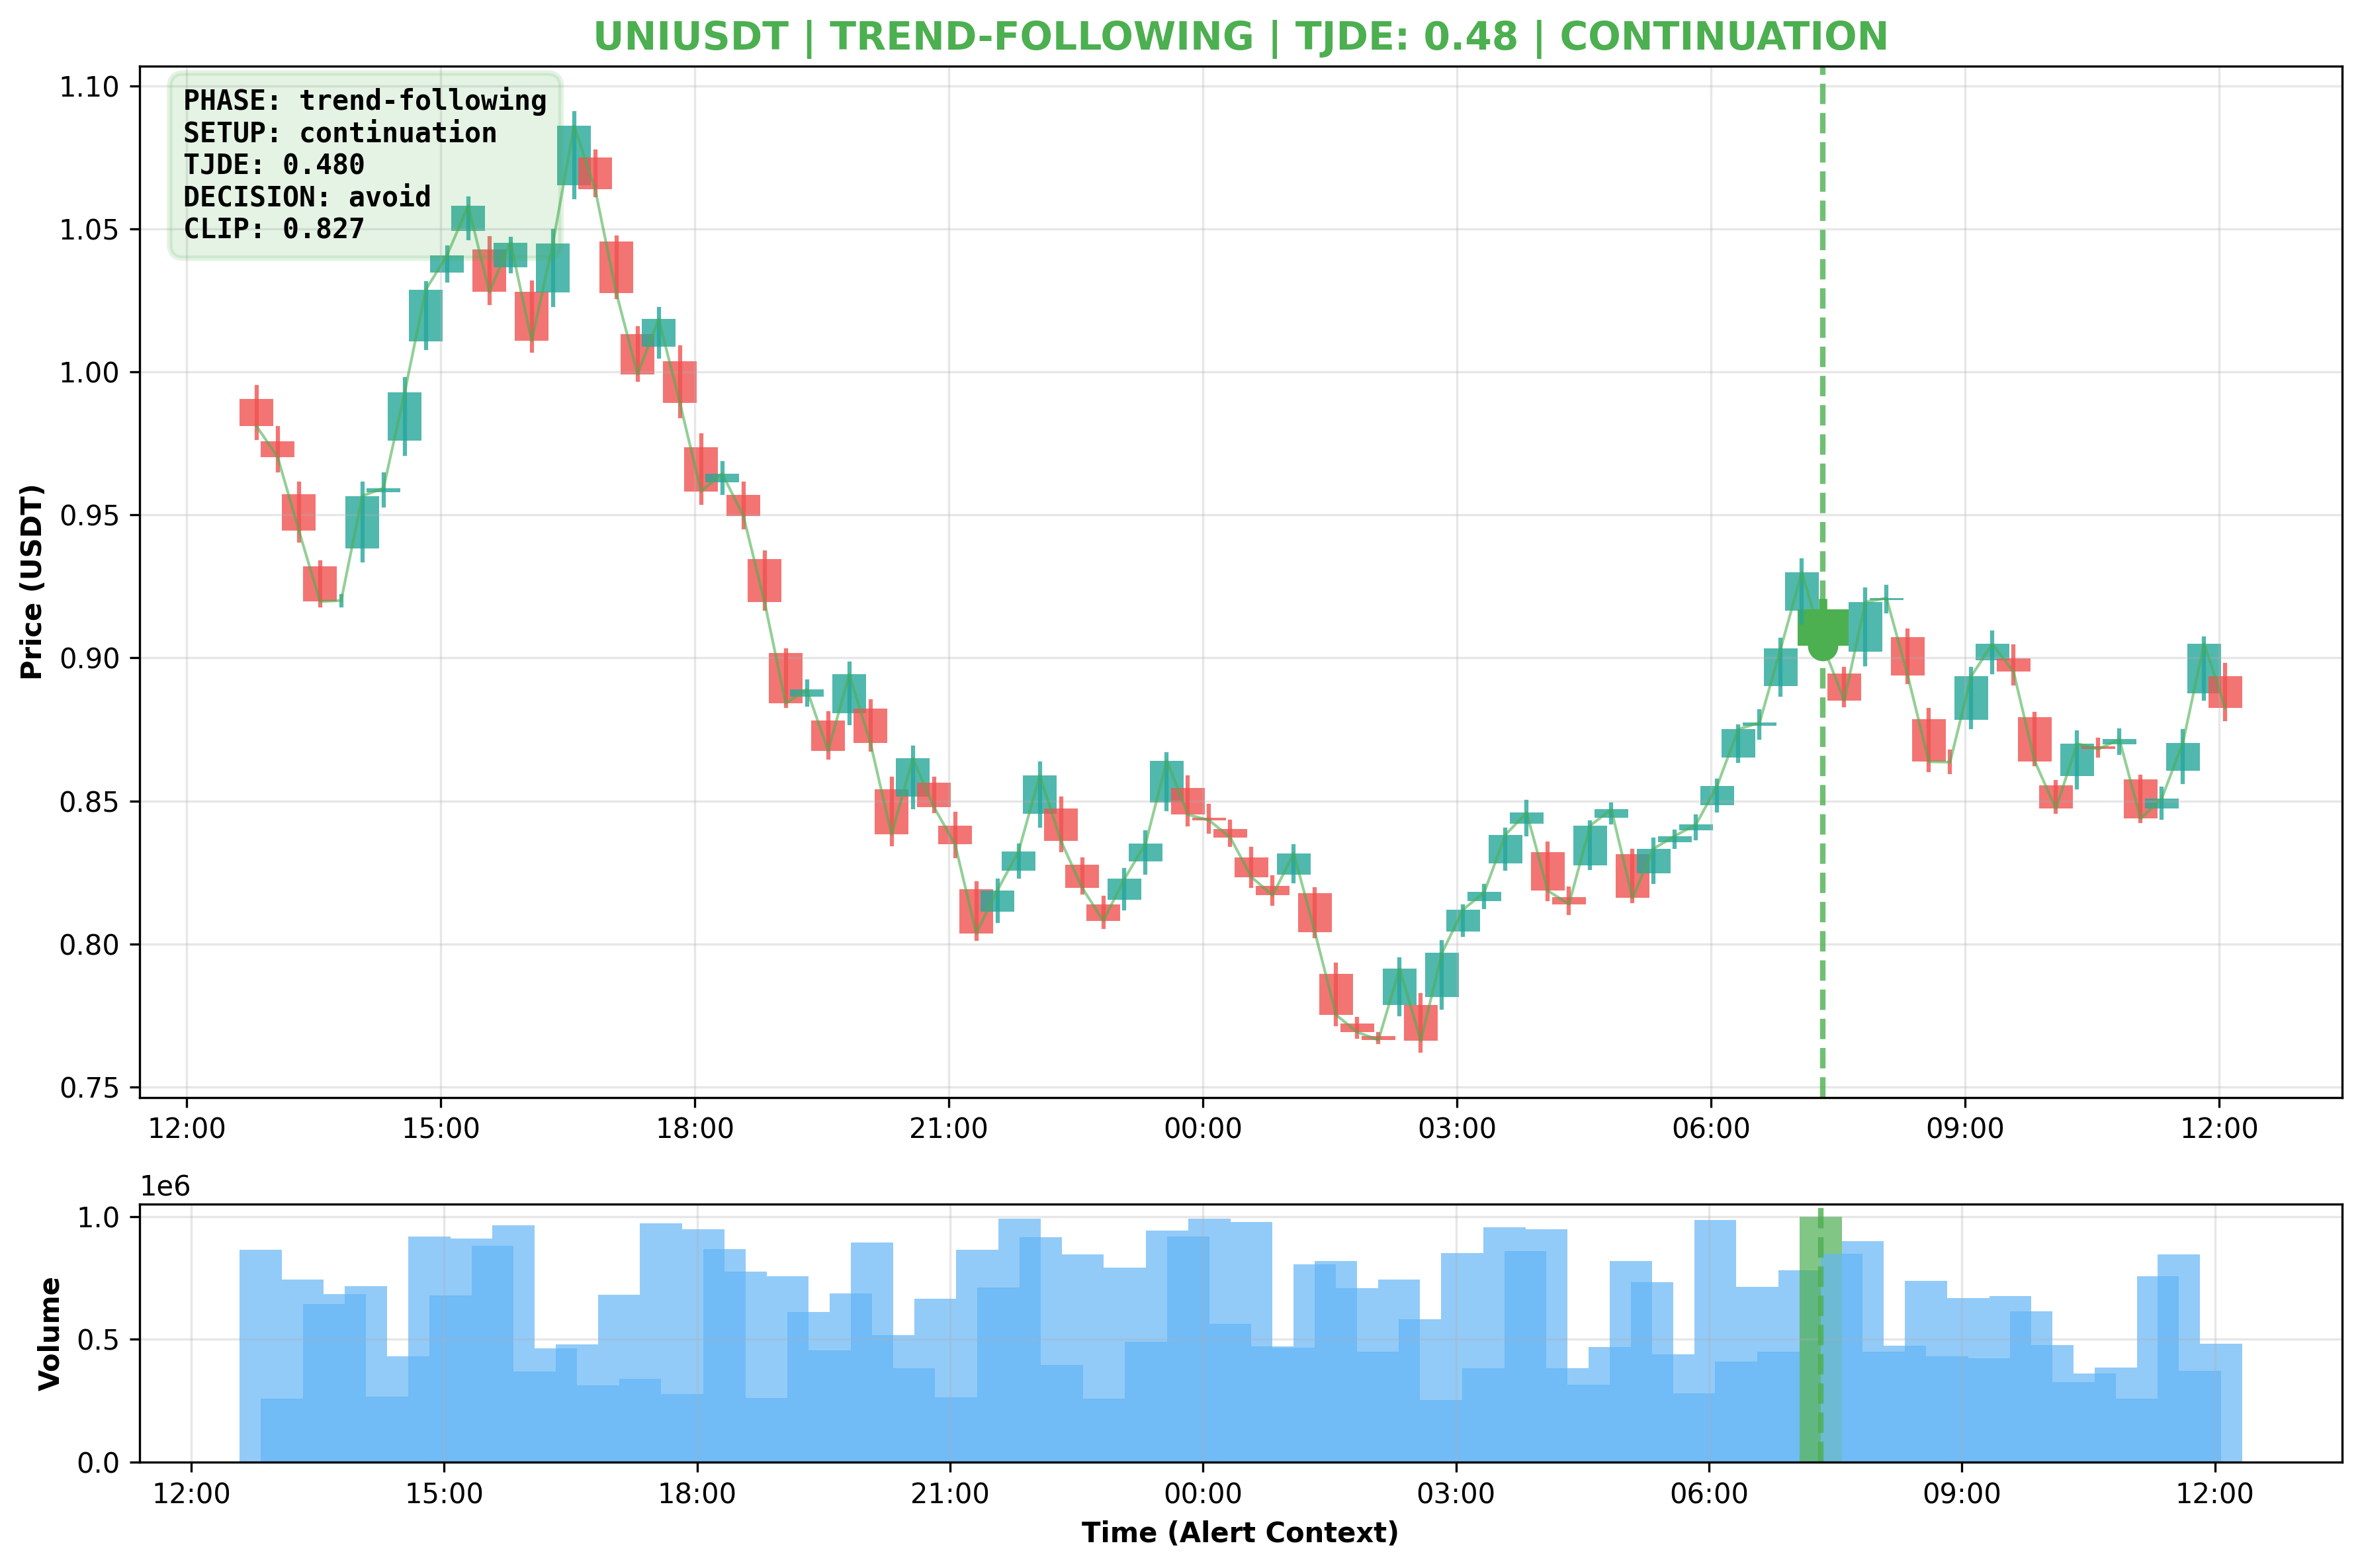 UNIUSDT | TREND-FOLLOWING | TJDE: 0.48 | CONTINUATION
PHASE: trend-following
SETUP: continuation
TJDE: 0.480
DECISION: avoid
CLIP: 0.827
Price (USDT)
1.10
1.05
1.00
0.95
0.90
0.85
0.80
0.75
12:00 15:00 18:00 21:00 00:00 03:00 06:00 09:00 12:00
1e6
Volume
1.0
0.5
0.0
12:00 15:00 18:00 21:00 00:00 03:00 06:00 09:00 12:00
Time (Alert Context)